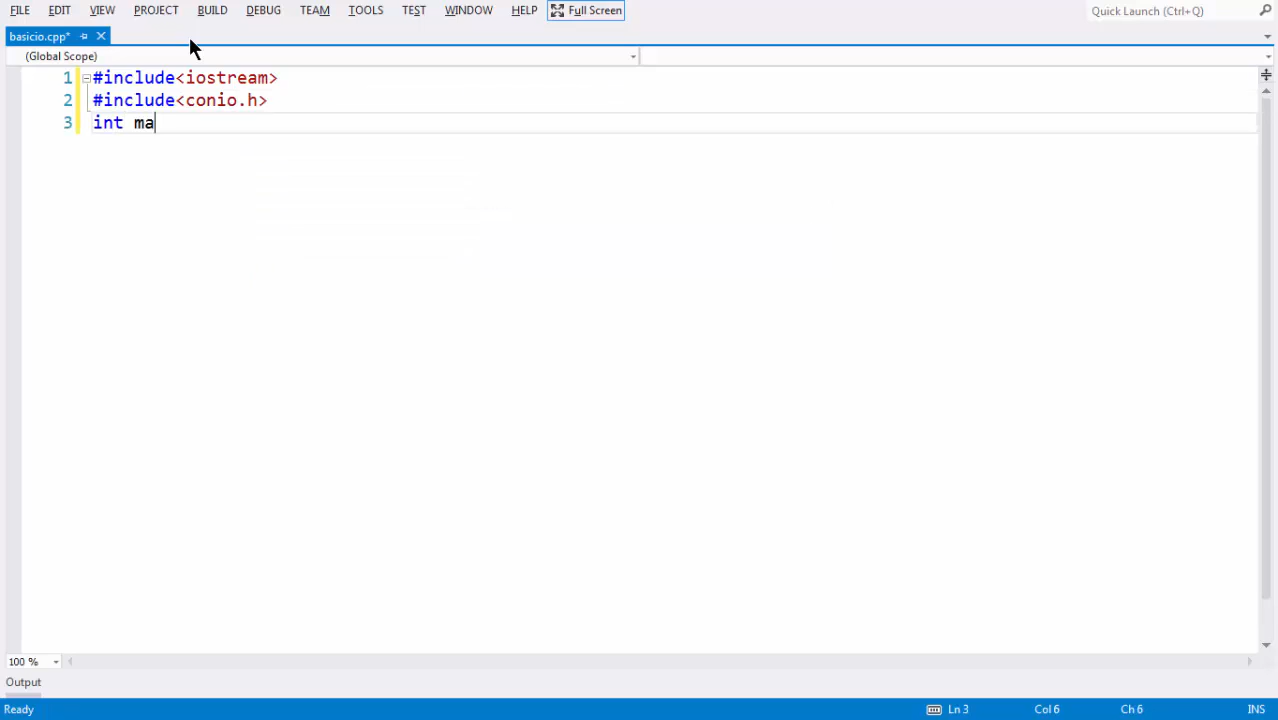 FILE EDIT VIEW PROJECT BUILD DEBUG TEAM TOOLS TEST WINDOW HELP Full Screen Quick Launch (Ctrl+Q)
basicio.cpp*
(Global Scope)
1 #include<iostream>
2 #include<conio.h>
3 int ma
100 %
Output
Ready Ln 3 Col 6 Ch 6 INS